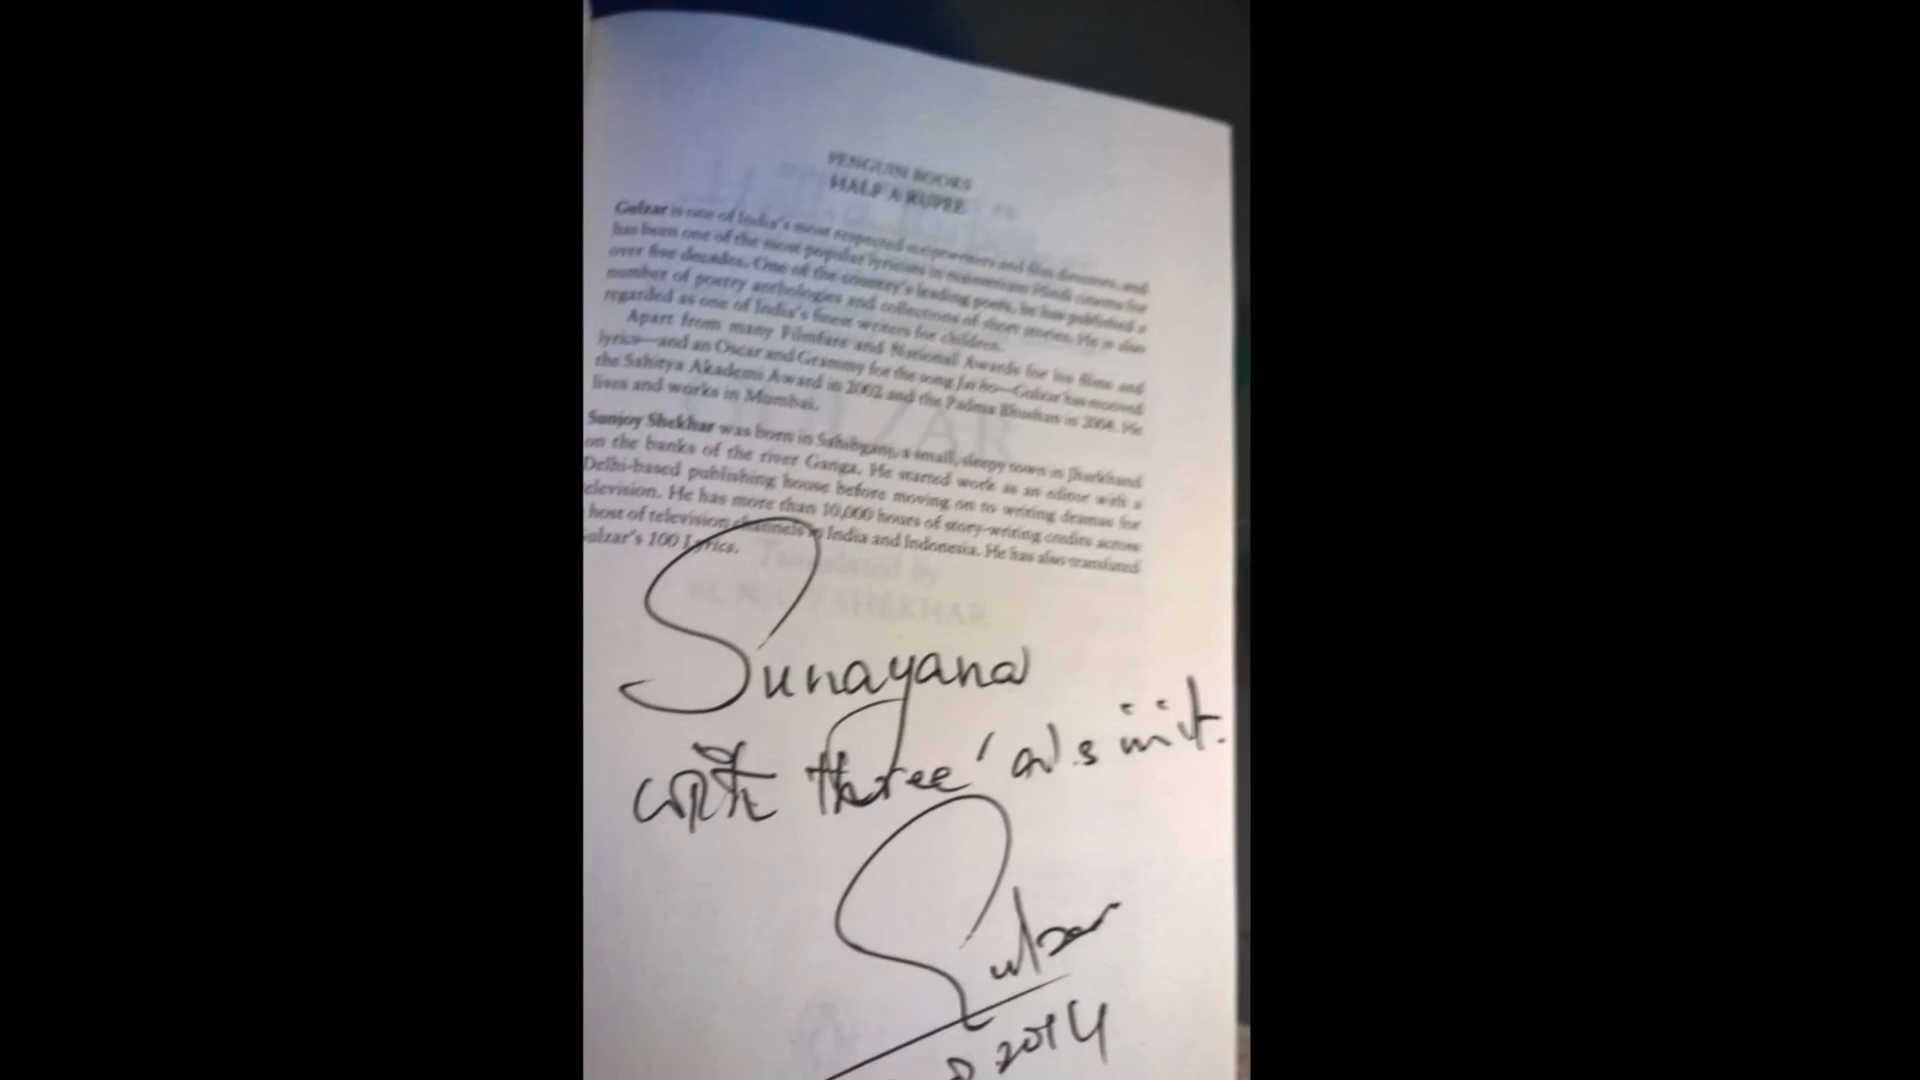 PENGUIN BOOKS
HALF A RUPEE
Gulzar is one of India's most respected scriptwriters and film directors, and
has been one of the most popular lyricists in mainstream Hindi cinema for
over five decades. One of the country's leading poets, he has published a
number of poetry anthologies and collections of short stories. He is also
regarded as one of India's finest writers for children.
Apart from many Filmfare and National Awards for his films and
lyrics—and an Oscar and Grammy for the song Jai ho—Gulzar has received
the Sahitya Akademi Award in 2002 and the Padma Bhushan in 2004. He
lives and works in Mumbai.
Sunjoy Shekhar was born in Sahibganj, a small, sleepy town in Jharkhand
on the banks of the river Ganga. He started work as an editor with a
Delhi-based publishing house before moving on to writing dramas for
elevision. He has more than 10,000 hours of story-writing credits across
host of television channels in India and Indonesia. He has also translated
ulzar's 100 Lyrics.
Translated by
SUNJOY SHEKHAR
Sunayana
with three 'a's in it.
Gulzar
2014